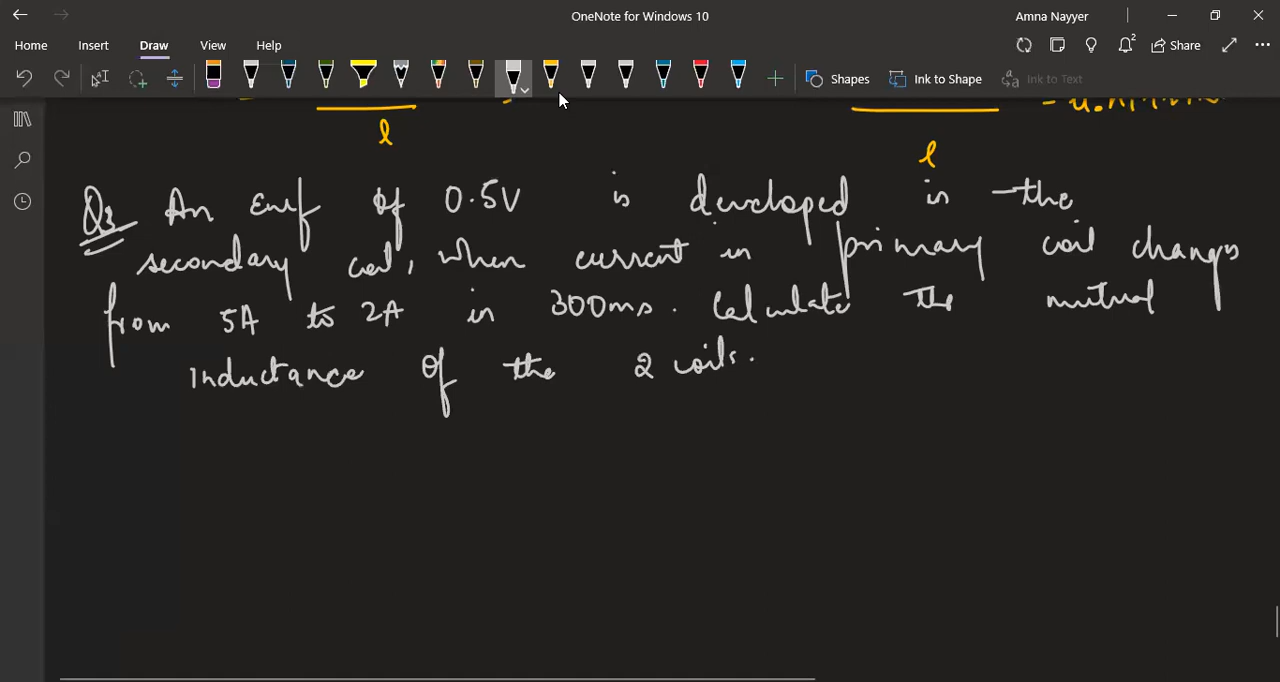 OneNote for Windows 10
Amna Nayyer
Home Insert Draw View Help
Share
Shapes Ink to Shape Ink to Text
l
l
Q3 An Emf of 0.5V is developed in the
secondary coil, when current in primary coil changes
from 5A to 2A in 300ms. Calculate the mutual
inductance of the 2 coils.